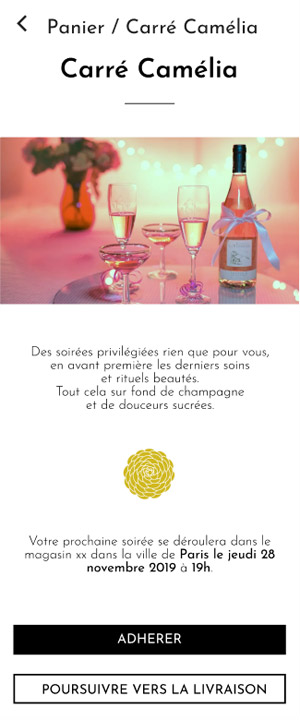 Panier / Carré Camélia
Carré Camélia
Des soirées privilégiées rien que pour vous,
en avant première les derniers soins
et rituels beautés.
Tout cela sur fond de champagne
et de douceurs sucrées.
Votre prochaine soirée se déroulera dans le
magasin xx dans la ville de Paris le jeudi 28
novembre 2019 à 19h.
ADHERER
POURSUIVRE VERS LA LIVRAISON